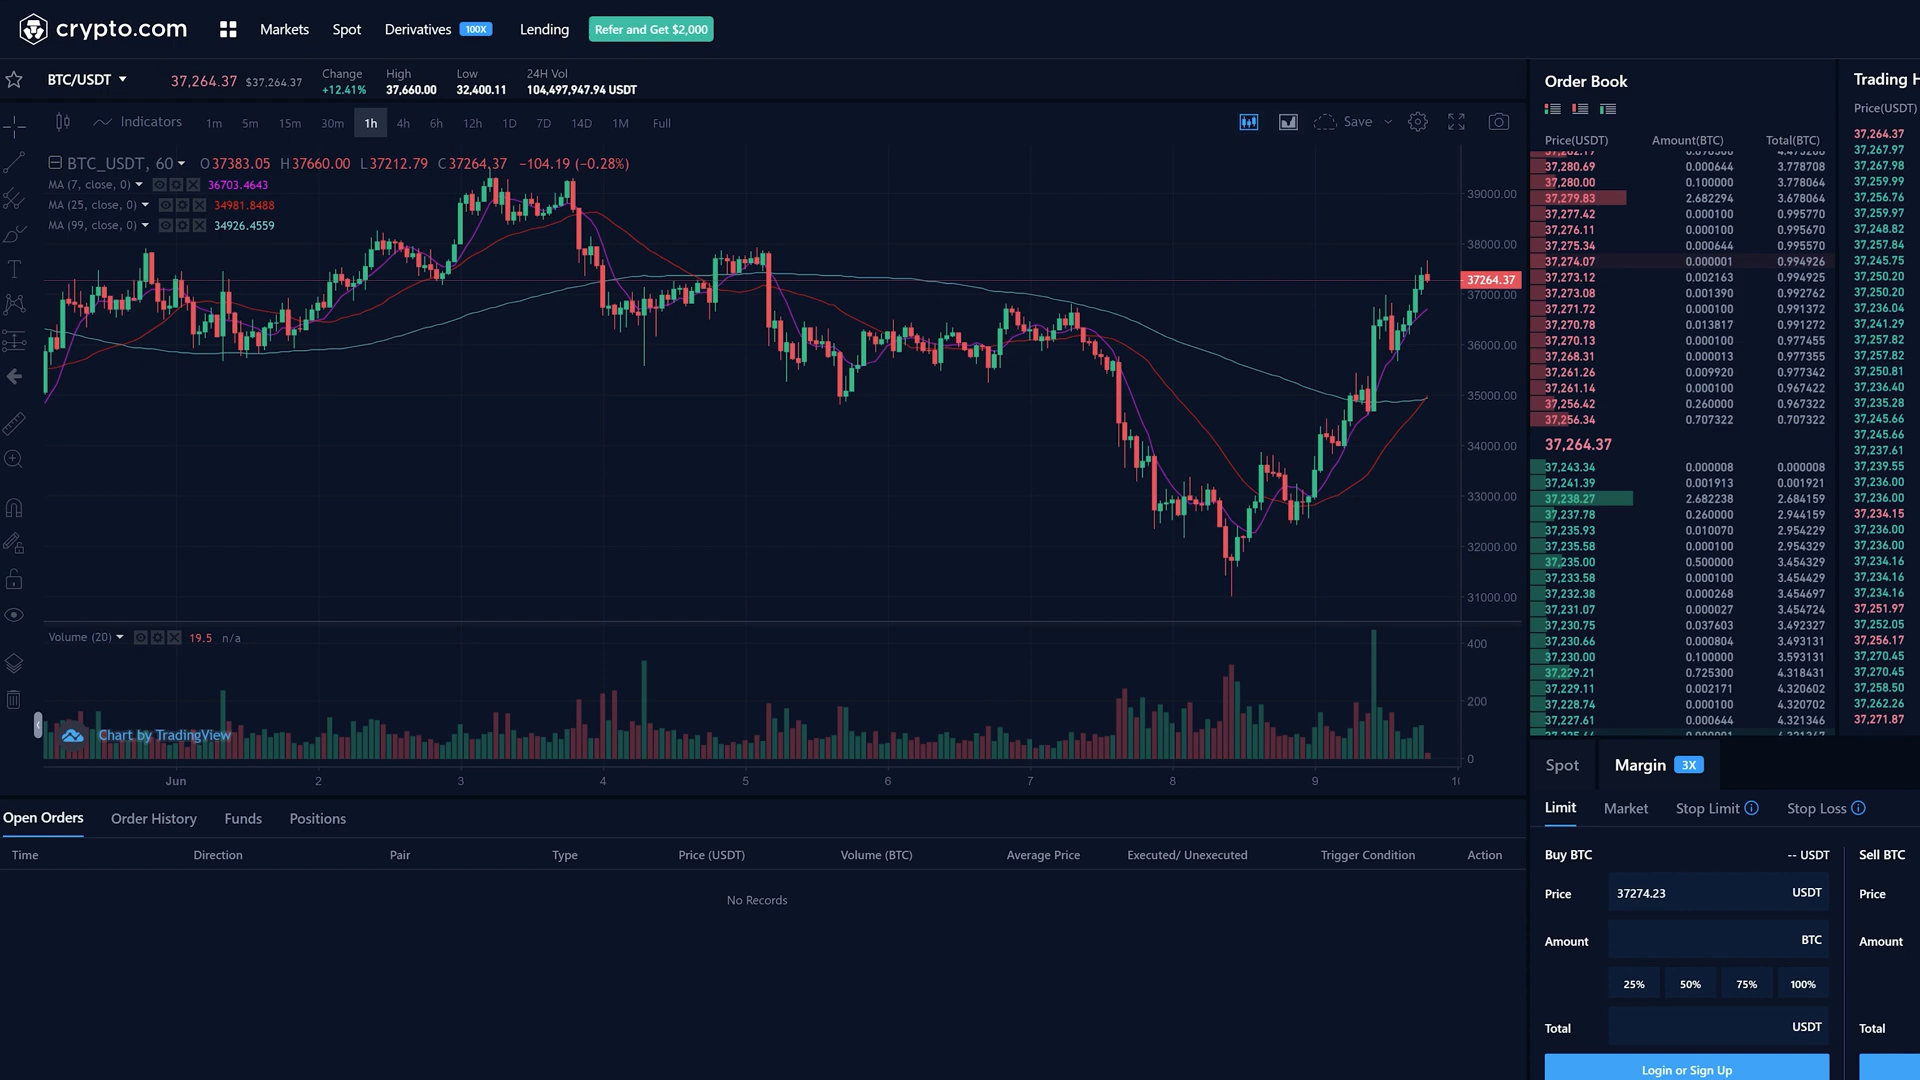 crypto.com
Markets
Spot
Derivatives 100X
Lending
Refer and Get $2,000
BTC/USDT
37,264.37 $37,264.37
Change
+12.41%
High
37,660.00
Low
32,400.11
24H Vol
104,497,947.94 USDT
Indicators 1m 5m 15m 30m 1h 4h 6h 12h 1D 7D 14D 1M Full
Save
BTC_USDT, 60 O37383.05 H37660.00 L37212.79 C37264.37 −104.19 (−0.28%)
MA (7, close, 0) 36703.4643
MA (25, close, 0) 34981.8488
MA (99, close, 0) 34926.4559
39000.00
38000.00
37264.37
37000.00
36000.00
35000.00
34000.00
33000.00
32000.00
31000.00
Volume (20) 19.5 n/a
400
200
0
Chart by TradingView
Jun 2 3 4 5 6 7 8 9 10
Order Book
Price(USDT) Amount(BTC) Total(BTC)
37,280.69 0.000644 3.778708
37,280.00 0.100000 3.778064
37,279.83 2.682294 3.678064
37,277.42 0.000100 0.995770
37,276.11 0.000100 0.995670
37,275.34 0.000644 0.995570
37,274.07 0.000001 0.994926
37,273.12 0.002163 0.994925
37,273.08 0.001390 0.992762
37,271.72 0.000100 0.991372
37,270.78 0.013817 0.991272
37,270.13 0.000100 0.977455
37,268.31 0.000013 0.977355
37,261.26 0.009920 0.977342
37,261.14 0.000100 0.967422
37,256.42 0.260000 0.967322
37,256.34 0.707322 0.707322
37,264.37
37,243.34 0.000008 0.000008
37,241.39 0.001913 0.001921
37,238.27 2.682238 2.684159
37,237.78 0.260000 2.944159
37,235.93 0.010070 2.954229
37,235.58 0.000100 2.954329
37,235.00 0.500000 3.454329
37,233.58 0.000100 3.454429
37,232.38 0.000268 3.454697
37,231.07 0.000027 3.454724
37,230.75 0.037603 3.492327
37,230.66 0.000804 3.493131
37,230.00 0.100000 3.593131
37,229.21 0.725300 4.318431
37,229.11 0.002171 4.320602
37,228.74 0.000100 4.320702
37,227.61 0.000644 4.321346
Trading H
Price(USDT)
37,264.37
37,267.97
37,267.98
37,259.99
37,256.76
37,259.97
37,248.82
37,257.84
37,245.75
37,250.20
37,250.20
37,236.04
37,241.29
37,257.82
37,257.82
37,250.81
37,236.40
37,235.28
37,245.66
37,245.66
37,237.61
37,239.55
37,236.00
37,236.00
37,234.15
37,236.00
37,236.00
37,234.16
37,234.16
37,234.16
37,251.97
37,252.05
37,256.17
37,270.45
37,270.45
37,258.50
37,262.26
37,271.87
Open Orders Order History Funds Positions
Time Direction Pair Type Price (USDT) Volume (BTC) Average Price Executed/ Unexecuted Trigger Condition Action
No Records
Spot Margin 3X
Limit Market Stop Limit Stop Loss
Buy BTC -- USDT Sell BTC
Price 37274.23 USDT Price
Amount BTC Amount
25% 50% 75% 100%
Total USDT Total
Login or Sign Up